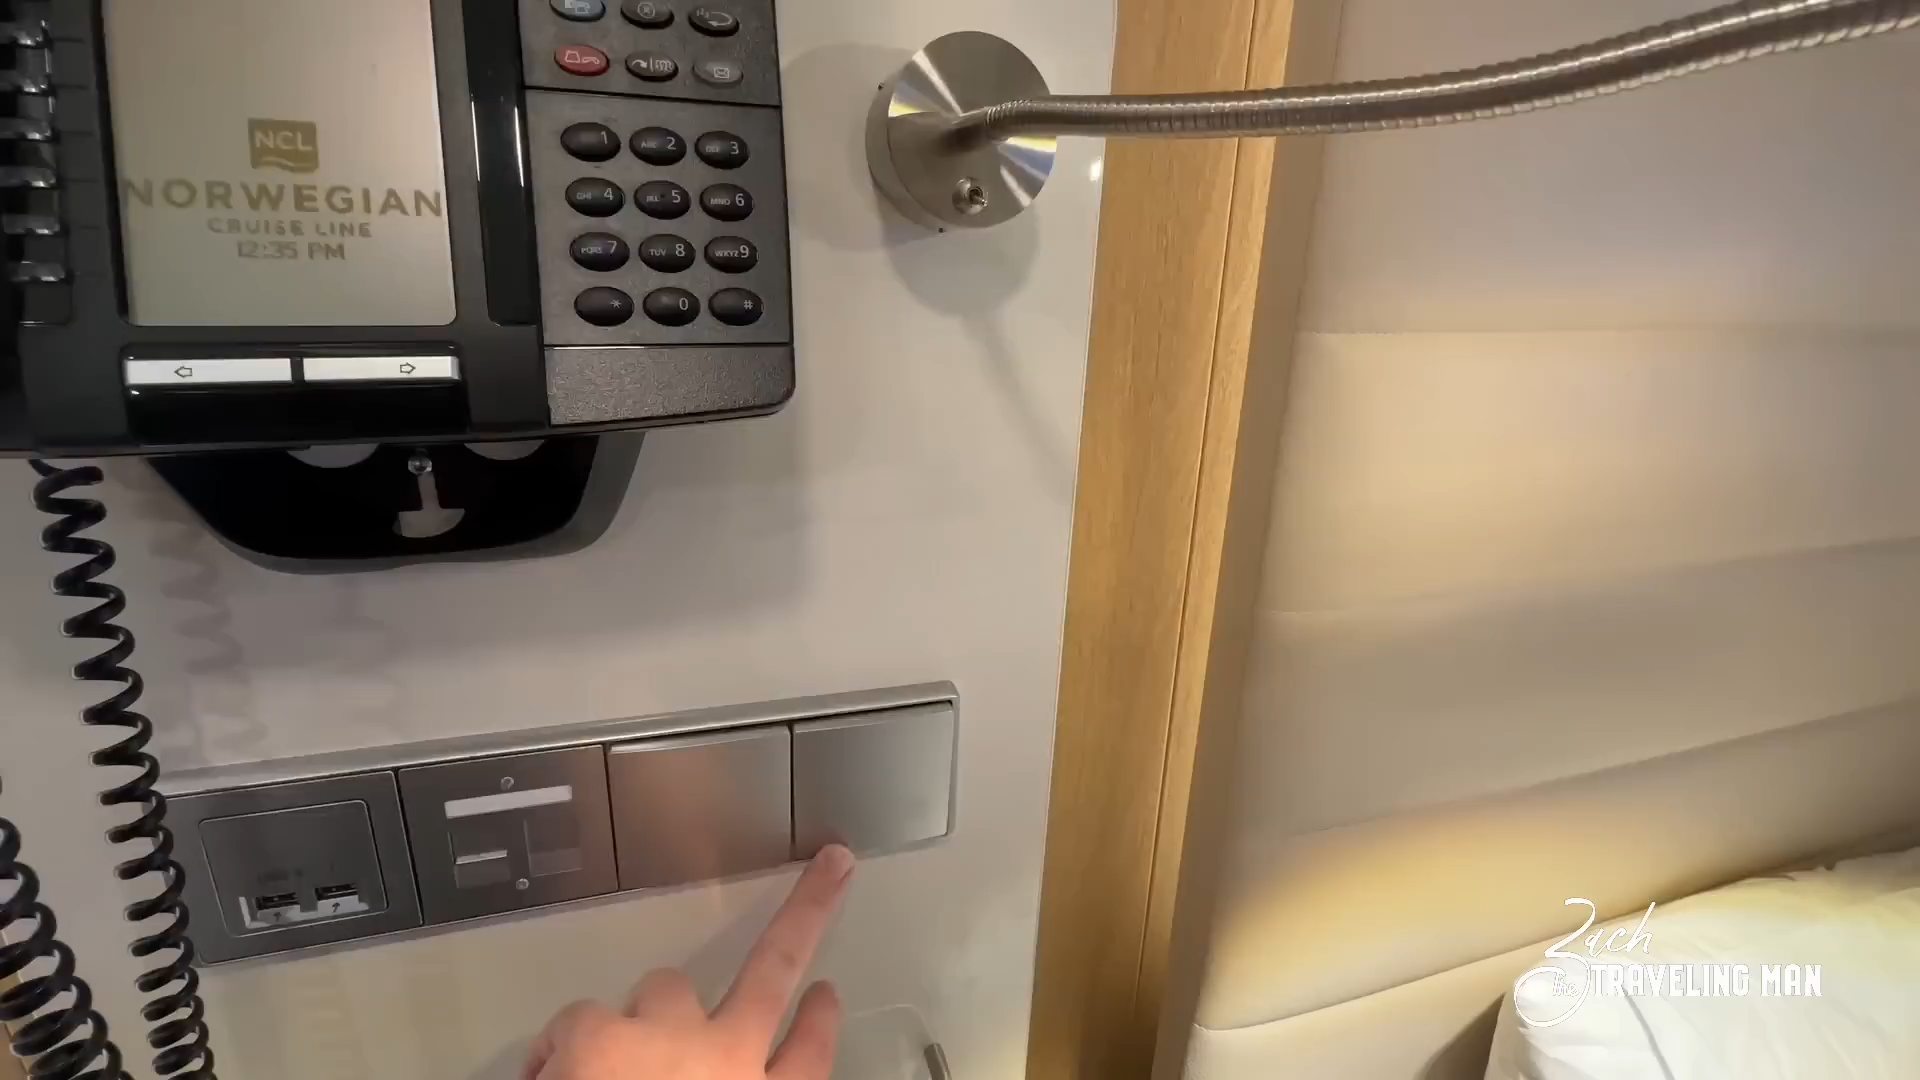 NCL
NORWEGIAN
CRUISE LINE
12:35 PM
1
ABC 2
DEF 3
GHI 4
JKL 5
MNO 6
PQRS 7
TUV 8
WXYZ 9
*
0
#
Zach
the TRAVELING MAN